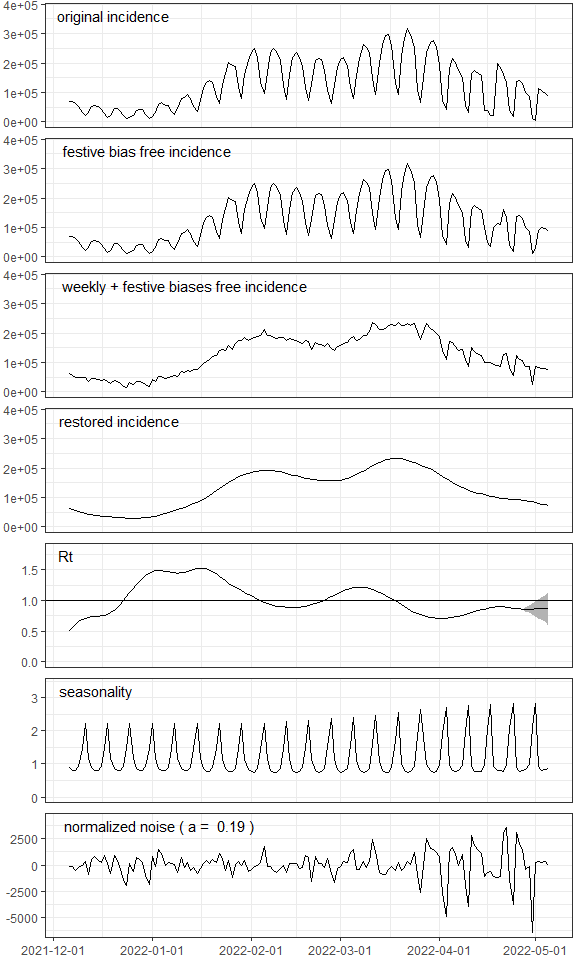 original incidence
4e+05
3e+05
2e+05
1e+05
0e+00
festive bias free incidence
4e+05
3e+05
2e+05
1e+05
0e+00
weekly + festive biases free incidence
4e+05
3e+05
2e+05
1e+05
0e+00
restored incidence
4e+05
3e+05
2e+05
1e+05
0e+00
Rt
1.5
1.0
0.5
0.0
seasonality
3
2
1
0
normalized noise ( a = 0.19 )
2500
0
-2500
-5000
2021-12-01 2022-01-01 2022-02-01 2022-03-01 2022-04-01 2022-05-01